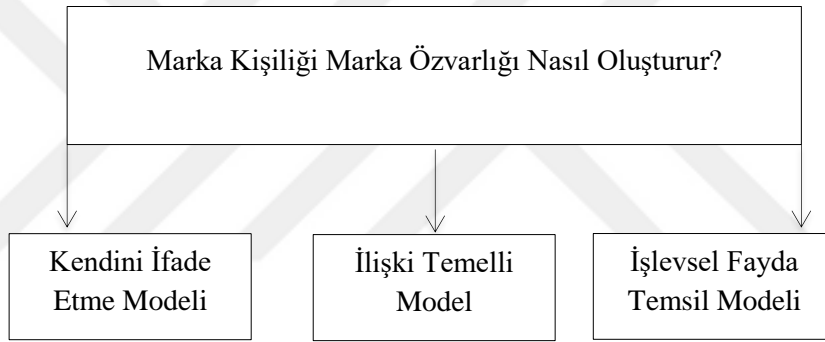 Marka Kişiliği Marka Özvarlığı Nasıl Oluşturur?
Kendini İfade
Etme Modeli
İlişki Temelli
Model
İşlevsel Fayda
Temsil Modeli